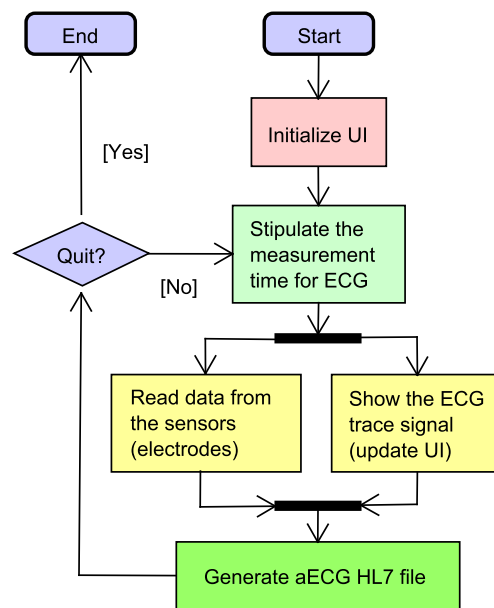 End
Start
Initialize UI
[Yes]
Stipulate the
measurement
time for ECG
Quit?
[No]
Read data from
the sensors
(electrodes)
Show the ECG
trace signal
(update UI)
Generate aECG HL7 file